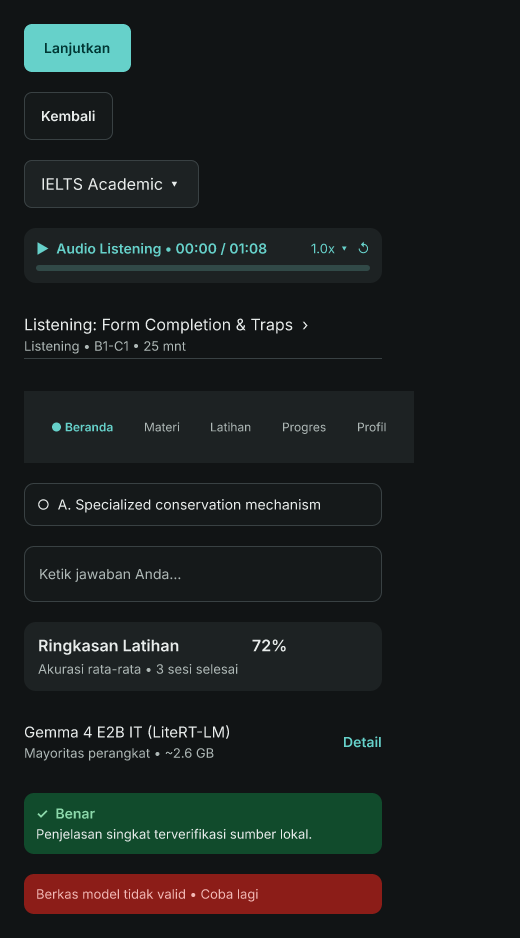 Lanjutkan
Kembali
IELTS Academic ▾
▶ Audio Listening • 00:00 / 01:08 1.0x ▾
Listening: Form Completion & Traps ›
Listening • B1-C1 • 25 mnt
Beranda Materi Latihan Progres Profil
A. Specialized conservation mechanism
Ketik jawaban Anda...
Ringkasan Latihan 72%
Akurasi rata-rata • 3 sesi selesai
Gemma 4 E2B IT (LiteRT-LM)
Mayoritas perangkat • ~2.6 GB
Detail
✓ Benar
Penjelasan singkat terverifikasi sumber lokal.
Berkas model tidak valid • Coba lagi